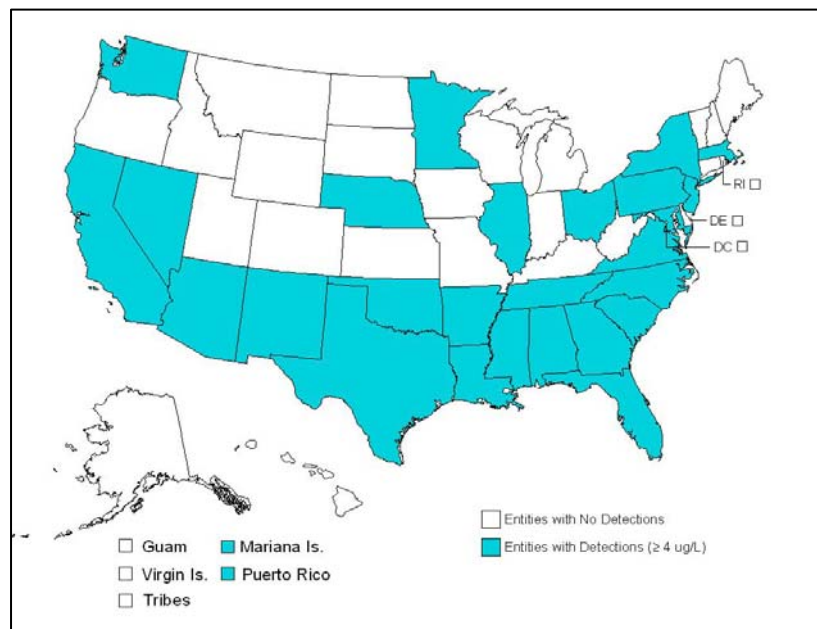 RI
DE
DC
Entities with No Detections
Entities with Detections (≥ 4 ug/L)
Guam
Mariana Is.
Virgin Is.
Puerto Rico
Tribes